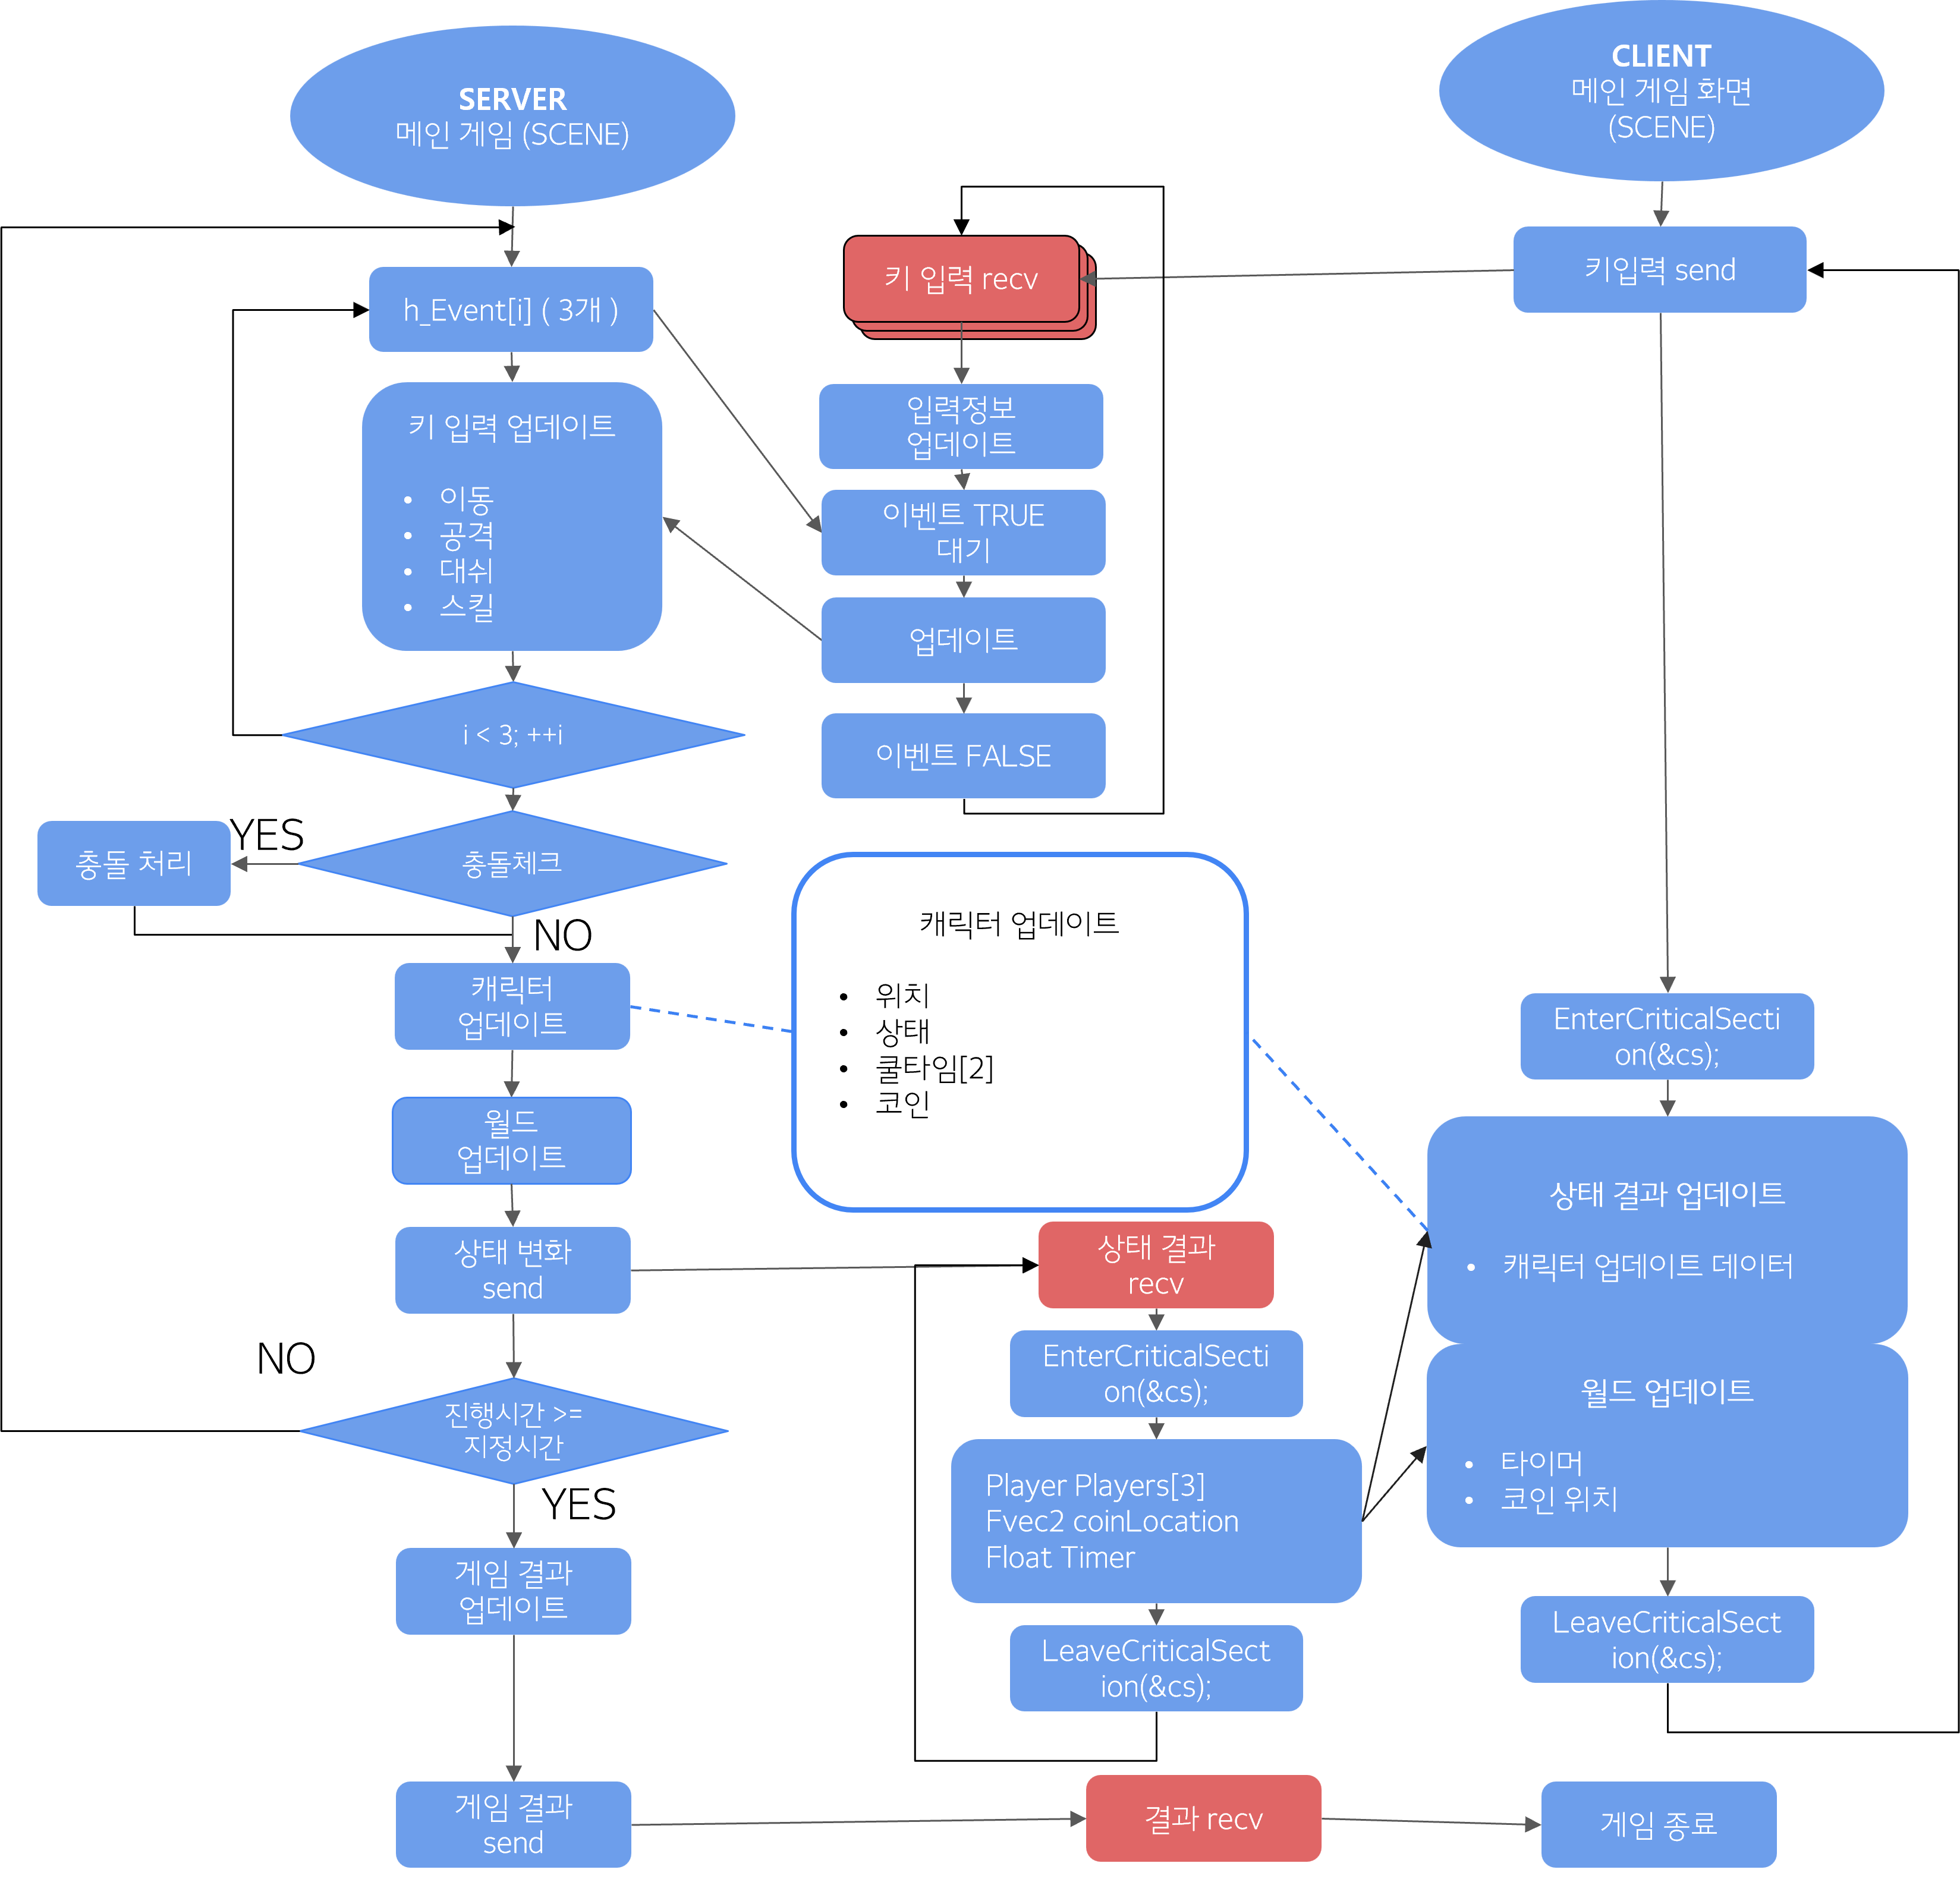 SERVER
메인 게임 (SCENE)
h_Event[i] ( 3개 )
키 입력 업데이트
• 이동
• 공격
• 대쉬
• 스킬
i < 3; ++i
YES
충돌 처리
충돌체크
NO
캐릭터
업데이트
월드
업데이트
상태 변화
send
NO
진행시간 >=
지정시간
YES
게임 결과
업데이트
게임 결과
send
키 입력 recv
입력정보
업데이트
이벤트 TRUE
대기
업데이트
이벤트 FALSE
캐릭터 업데이트
• 위치
• 상태
• 쿨타임[2]
• 코인
상태 결과
recv
EnterCriticalSecti
on(&cs);
Player Players[3]
Fvec2 coinLocation
Float Timer
LeaveCriticalSect
ion(&cs);
결과 recv
CLIENT
메인 게임 화면
(SCENE)
키입력 send
EnterCriticalSecti
on(&cs);
상태 결과 업데이트
• 캐릭터 업데이트 데이터
월드 업데이트
• 타이머
• 코인 위치
LeaveCriticalSect
ion(&cs);
게임 종료